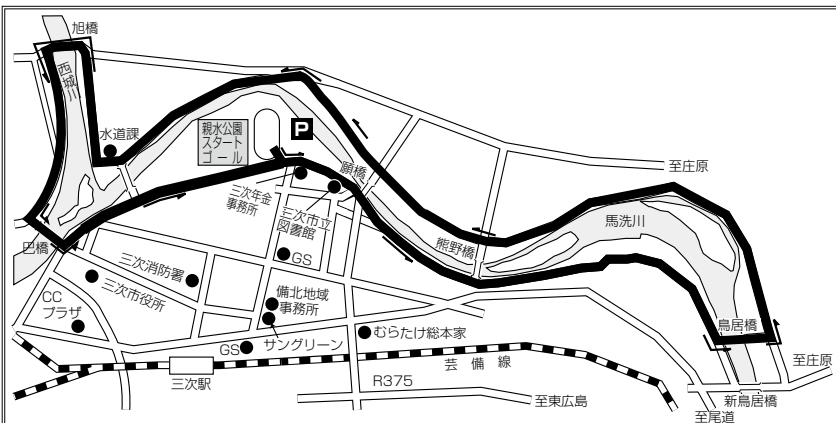 旭橋
西城川
水道課
親水公園
スタート
ゴール
P
願橋
至庄原
三次年金
事務所
三次市立
図書館
馬洗川
熊野橋
巴橋
三次消防署
GS
三次市役所
備北地域
事務所
CC
プラザ
サングリーン
むらたけ総本家
GS
鳥居橋
三次駅
芸備線
至庄原
R375
至東広島
新鳥居橋
至尾道